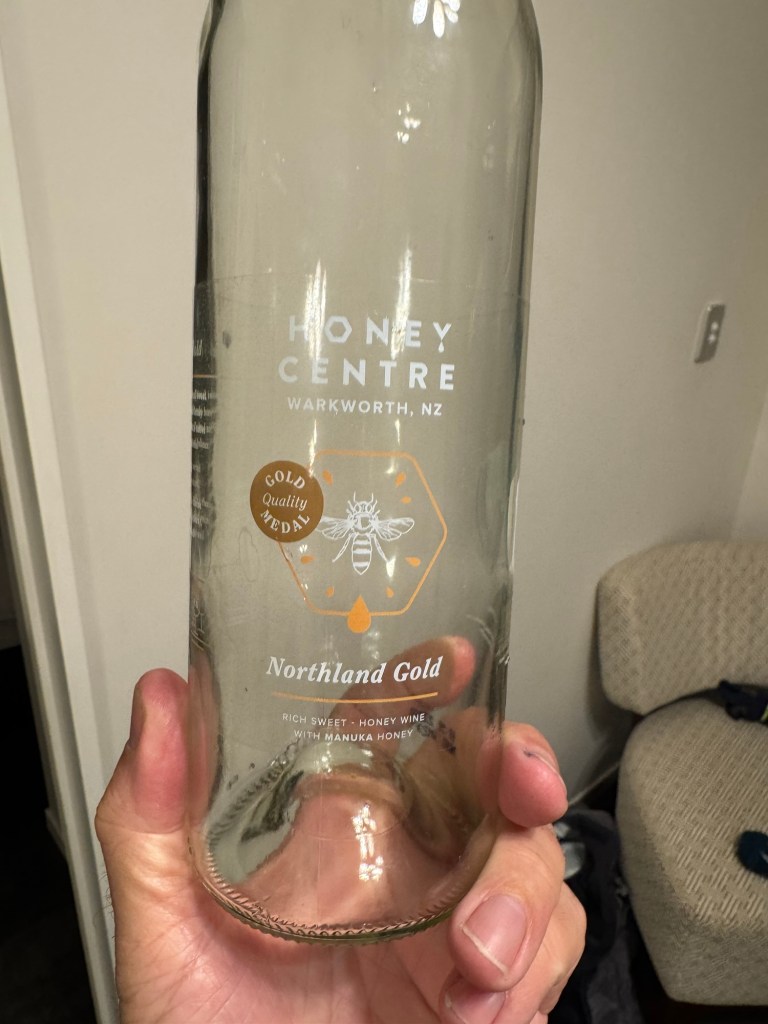 HONEY
CENTRE
WARKWORTH, NZ
GOLD
Quality
MEDAL
Northland Gold
RICH SWEET - HONEY WINE
WITH MANUKA HONEY